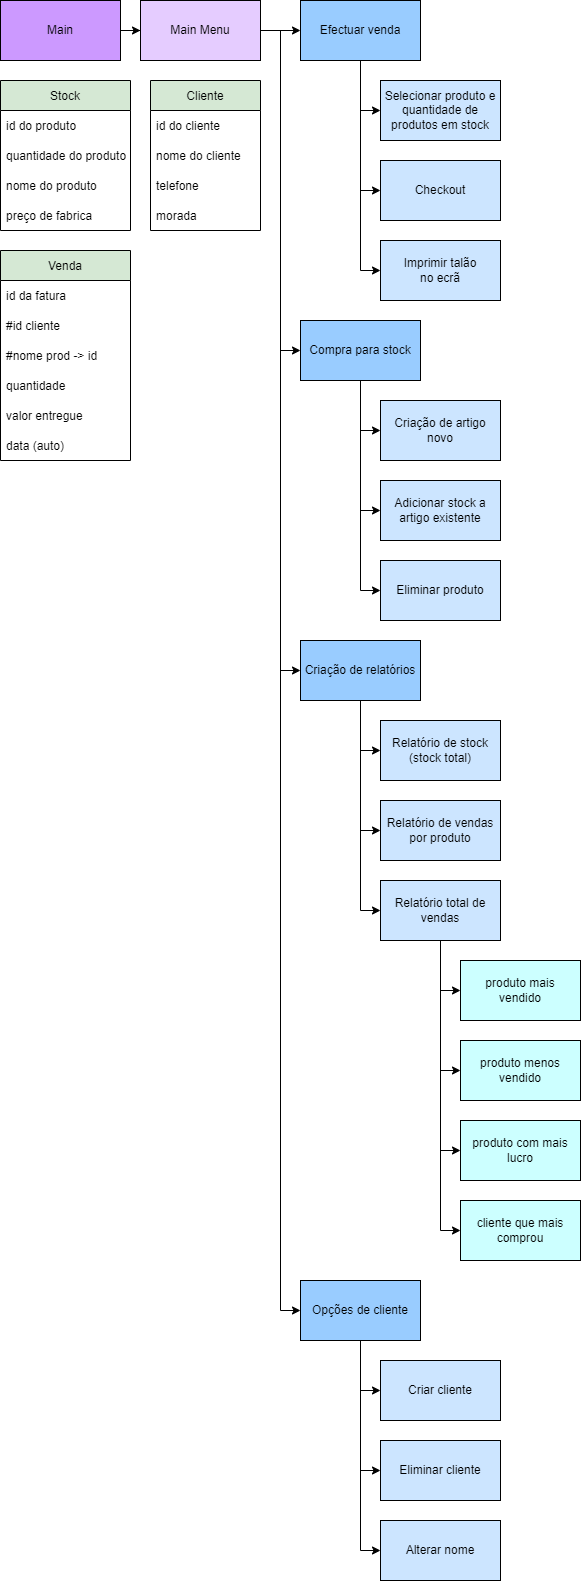 Main
Main Menu
Efectuar venda
Stock
id do produto
quantidade do produto
nome do produto
preço de fabrica
Cliente
id do cliente
nome do cliente
telefone
morada
Venda
id da fatura
#id cliente
#nome prod -> id
quantidade
valor entregue
data (auto)
Selecionar produto e
quantidade de
produtos em stock
Checkout
Imprimir talão
no ecrã
Compra para stock
Criação de artigo
novo
Adicionar stock a
artigo existente
Eliminar produto
Criação de relatórios
Relatório de stock
(stock total)
Relatório de vendas
por produto
Relatório total de
vendas
produto mais
vendido
produto menos
vendido
produto com mais
lucro
cliente que mais
comprou
Opções de cliente
Criar cliente
Eliminar cliente
Alterar nome